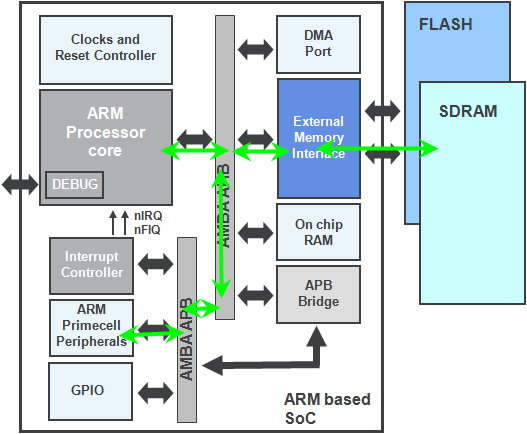 Clocks and
Reset Controller
ARM
Processor
core
DEBUG
nIRQ
nFIQ
Interrupt
Controller
ARM
Primecell
Peripherals
GPIO
AMBA APB
AMBA AHB
DMA
Port
External
Memory
Interface
On chip
RAM
APB
Bridge
ARM based
SoC
FLASH
SDRAM